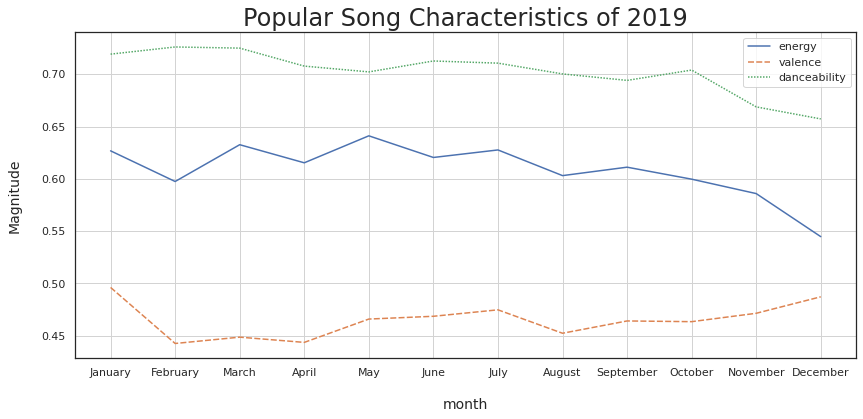 Popular Song Characteristics of 2019
energy
valence
danceability
Magnitude
0.70
0.65
0.60
0.55
0.50
0.45
January February March April May June July August September October November December
month